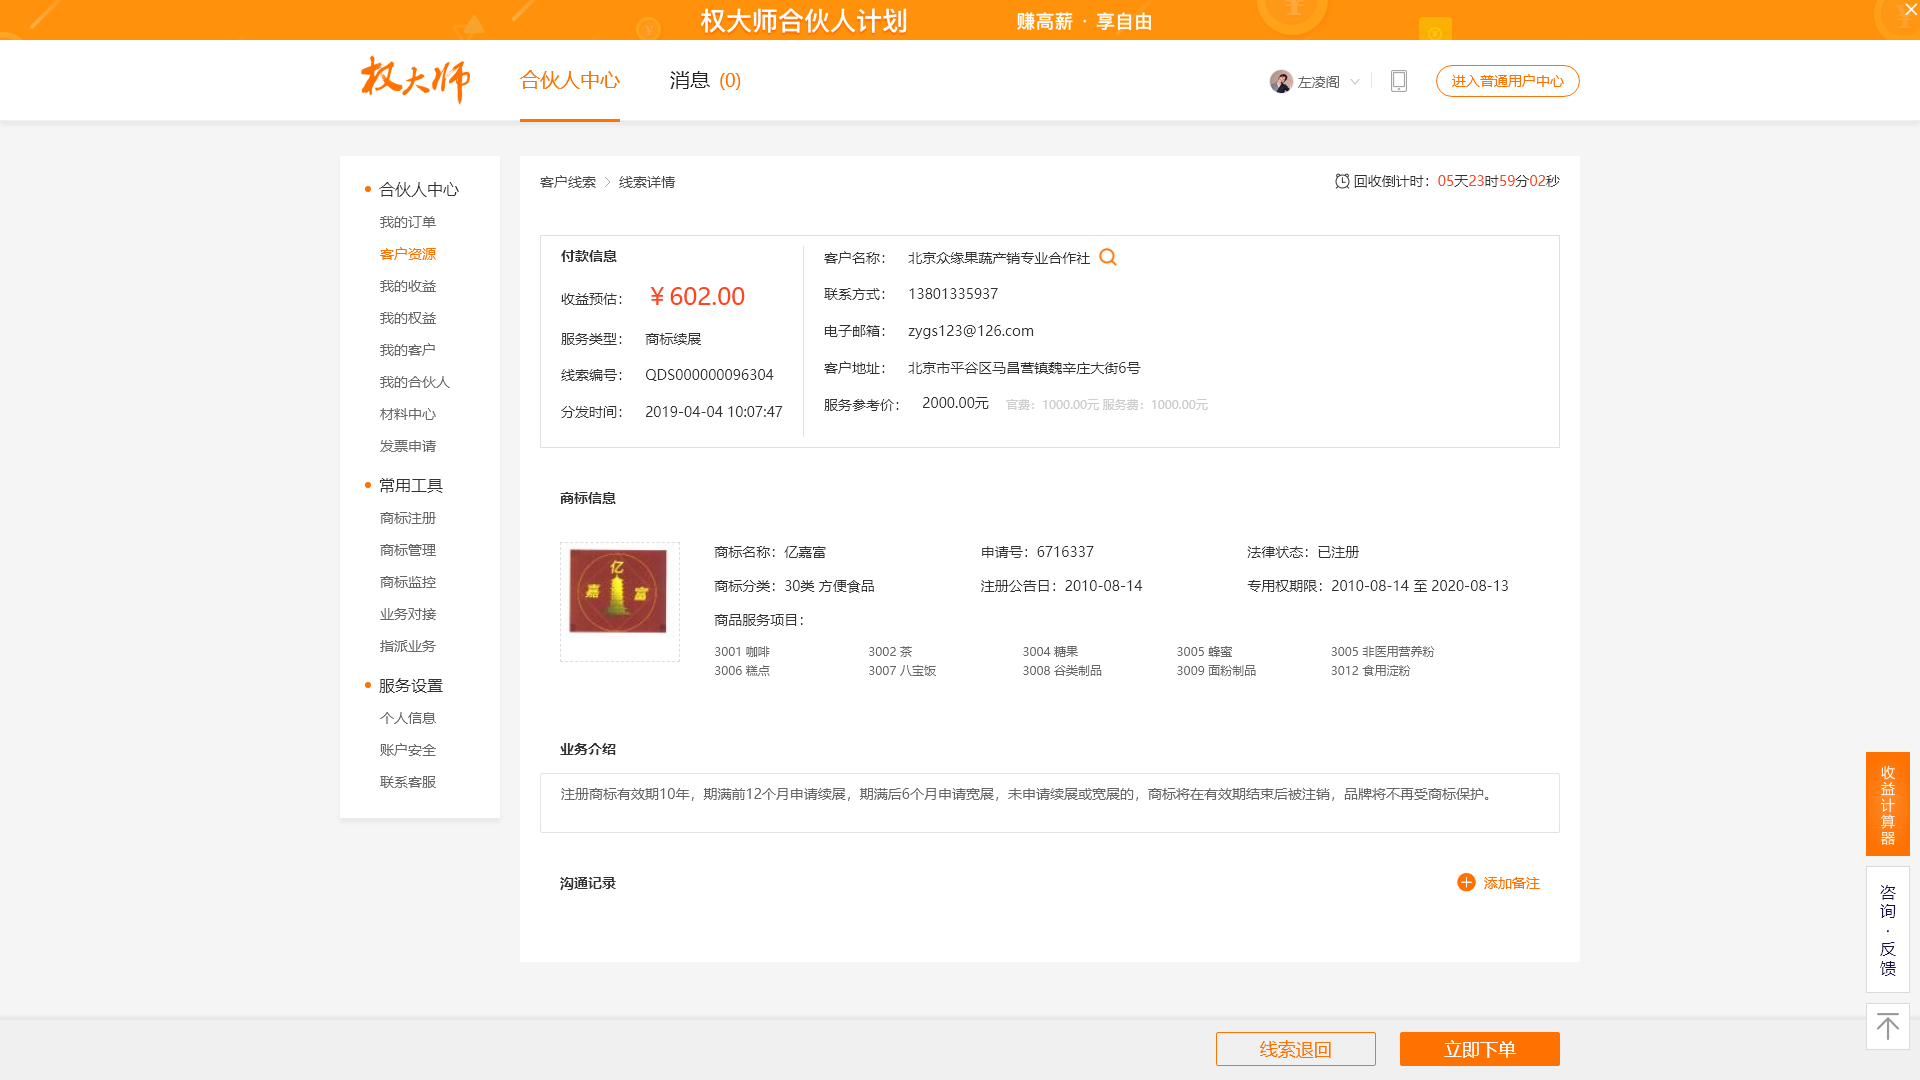 权大师合伙人计划 赚高薪 · 享自由
权大师 合伙人中心 消息 (0) 左凌阁 进入普通用户中心
合伙人中心
我的订单
客户资源
我的收益
我的权益
我的客户
我的合伙人
材料中心
发票申请
常用工具
商标注册
商标管理
商标监控
业务对接
指派业务
服务设置
个人信息
账户安全
联系客服
客户线索 > 线索详情 回收倒计时：05天23时59分02秒
付款信息
收益预估： ￥602.00
服务类型： 商标续展
线索编号： QDS000000096304
分发时间： 2019-04-04 10:07:47
客户名称： 北京众缘果蔬产销专业合作社
联系方式： 13801335937
电子邮箱： zygs123@126.com
客户地址： 北京市平谷区马昌营镇魏辛庄大街6号
服务参考价： 2000.00元 官费：1000.00元 服务费：1000.00元
商标信息
亿
嘉 富
商标名称：亿嘉富 申请号：6716337 法律状态：已注册
商标分类：30类 方便食品 注册公告日：2010-08-14 专用权期限：2010-08-14 至 2020-08-13
商品服务项目：
3001 咖啡 3002 茶 3004 糖果 3005 蜂蜜 3005 非医用营养粉
3006 糕点 3007 八宝饭 3008 谷类制品 3009 面粉制品 3012 食用淀粉
业务介绍
注册商标有效期10年，期满前12个月申请续展，期满后6个月申请宽展，未申请续展或宽展的，商标将在有效期结束后被注销，品牌将不再受商标保护。
沟通记录 添加备注
收益计算器
咨询·反馈
线索退回 立即下单